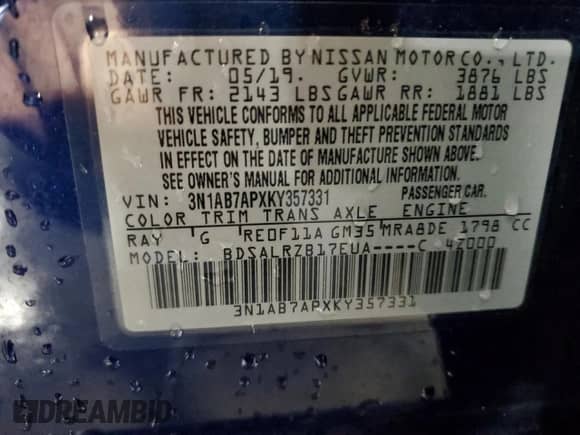 MANUFACTURED BY NISSAN MOTOR CO., LTD.
DATE: 05/19. GVWR: 3876 LBS
GAWR FR: 2143 LBS GAWR RR: 1881 LBS
THIS VEHICLE CONFORMS TO ALL APPLICABLE FEDERAL MOTOR
VEHICLE SAFETY, BUMPER AND THEFT PREVENTION STANDARDS
IN EFFECT ON THE DATE OF MANUFACTURE SHOWN ABOVE.
SEE OWNER'S MANUAL FOR ADDITIONAL INFORMATION.
VIN: 3N1AB7APXKY357331 PASSENGER CAR.
COLOR TRIM TRANS AXLE ENGINE
RAY G RE0F11A GM35 MRA8DE 1798 CC
MODEL: BDSALRZB17EUA----C- 4Z000
3N1AB7APXKY357331
DREAMBID